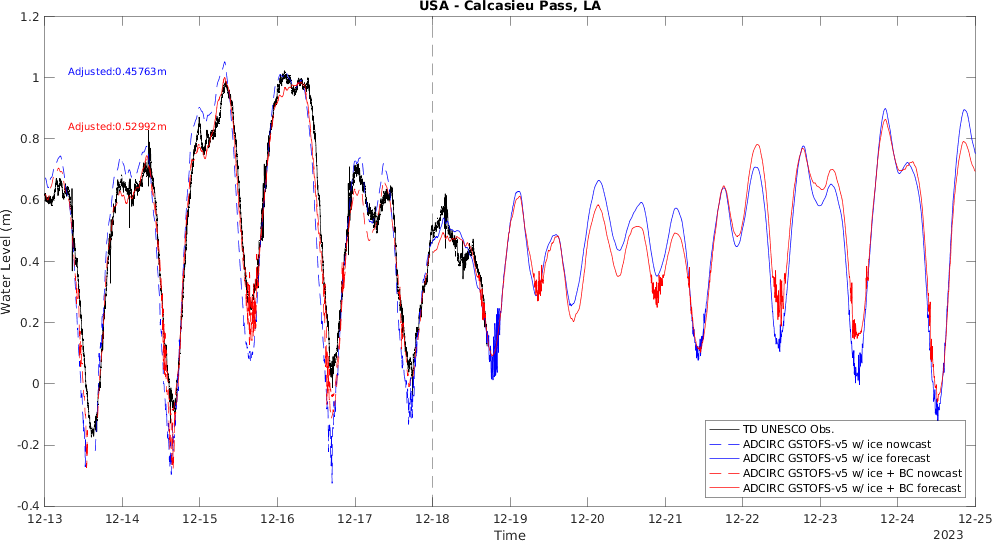 USA - Calcasieu Pass, LA
1.2
1
0.8
0.6
0.4
0.2
0
-0.2
-0.4
Water Level (m)
Adjusted:0.45763m
Adjusted:0.52992m
TD UNESCO Obs.
ADCIRC GSTOFS-v5 w/ ice nowcast
ADCIRC GSTOFS-v5 w/ ice forecast
ADCIRC GSTOFS-v5 w/ ice + BC nowcast
ADCIRC GSTOFS-v5 w/ ice + BC forecast
12-13 12-14 12-15 12-16 12-17 12-18 12-19 12-20 12-21 12-22 12-23 12-24 12-25
Time
2023